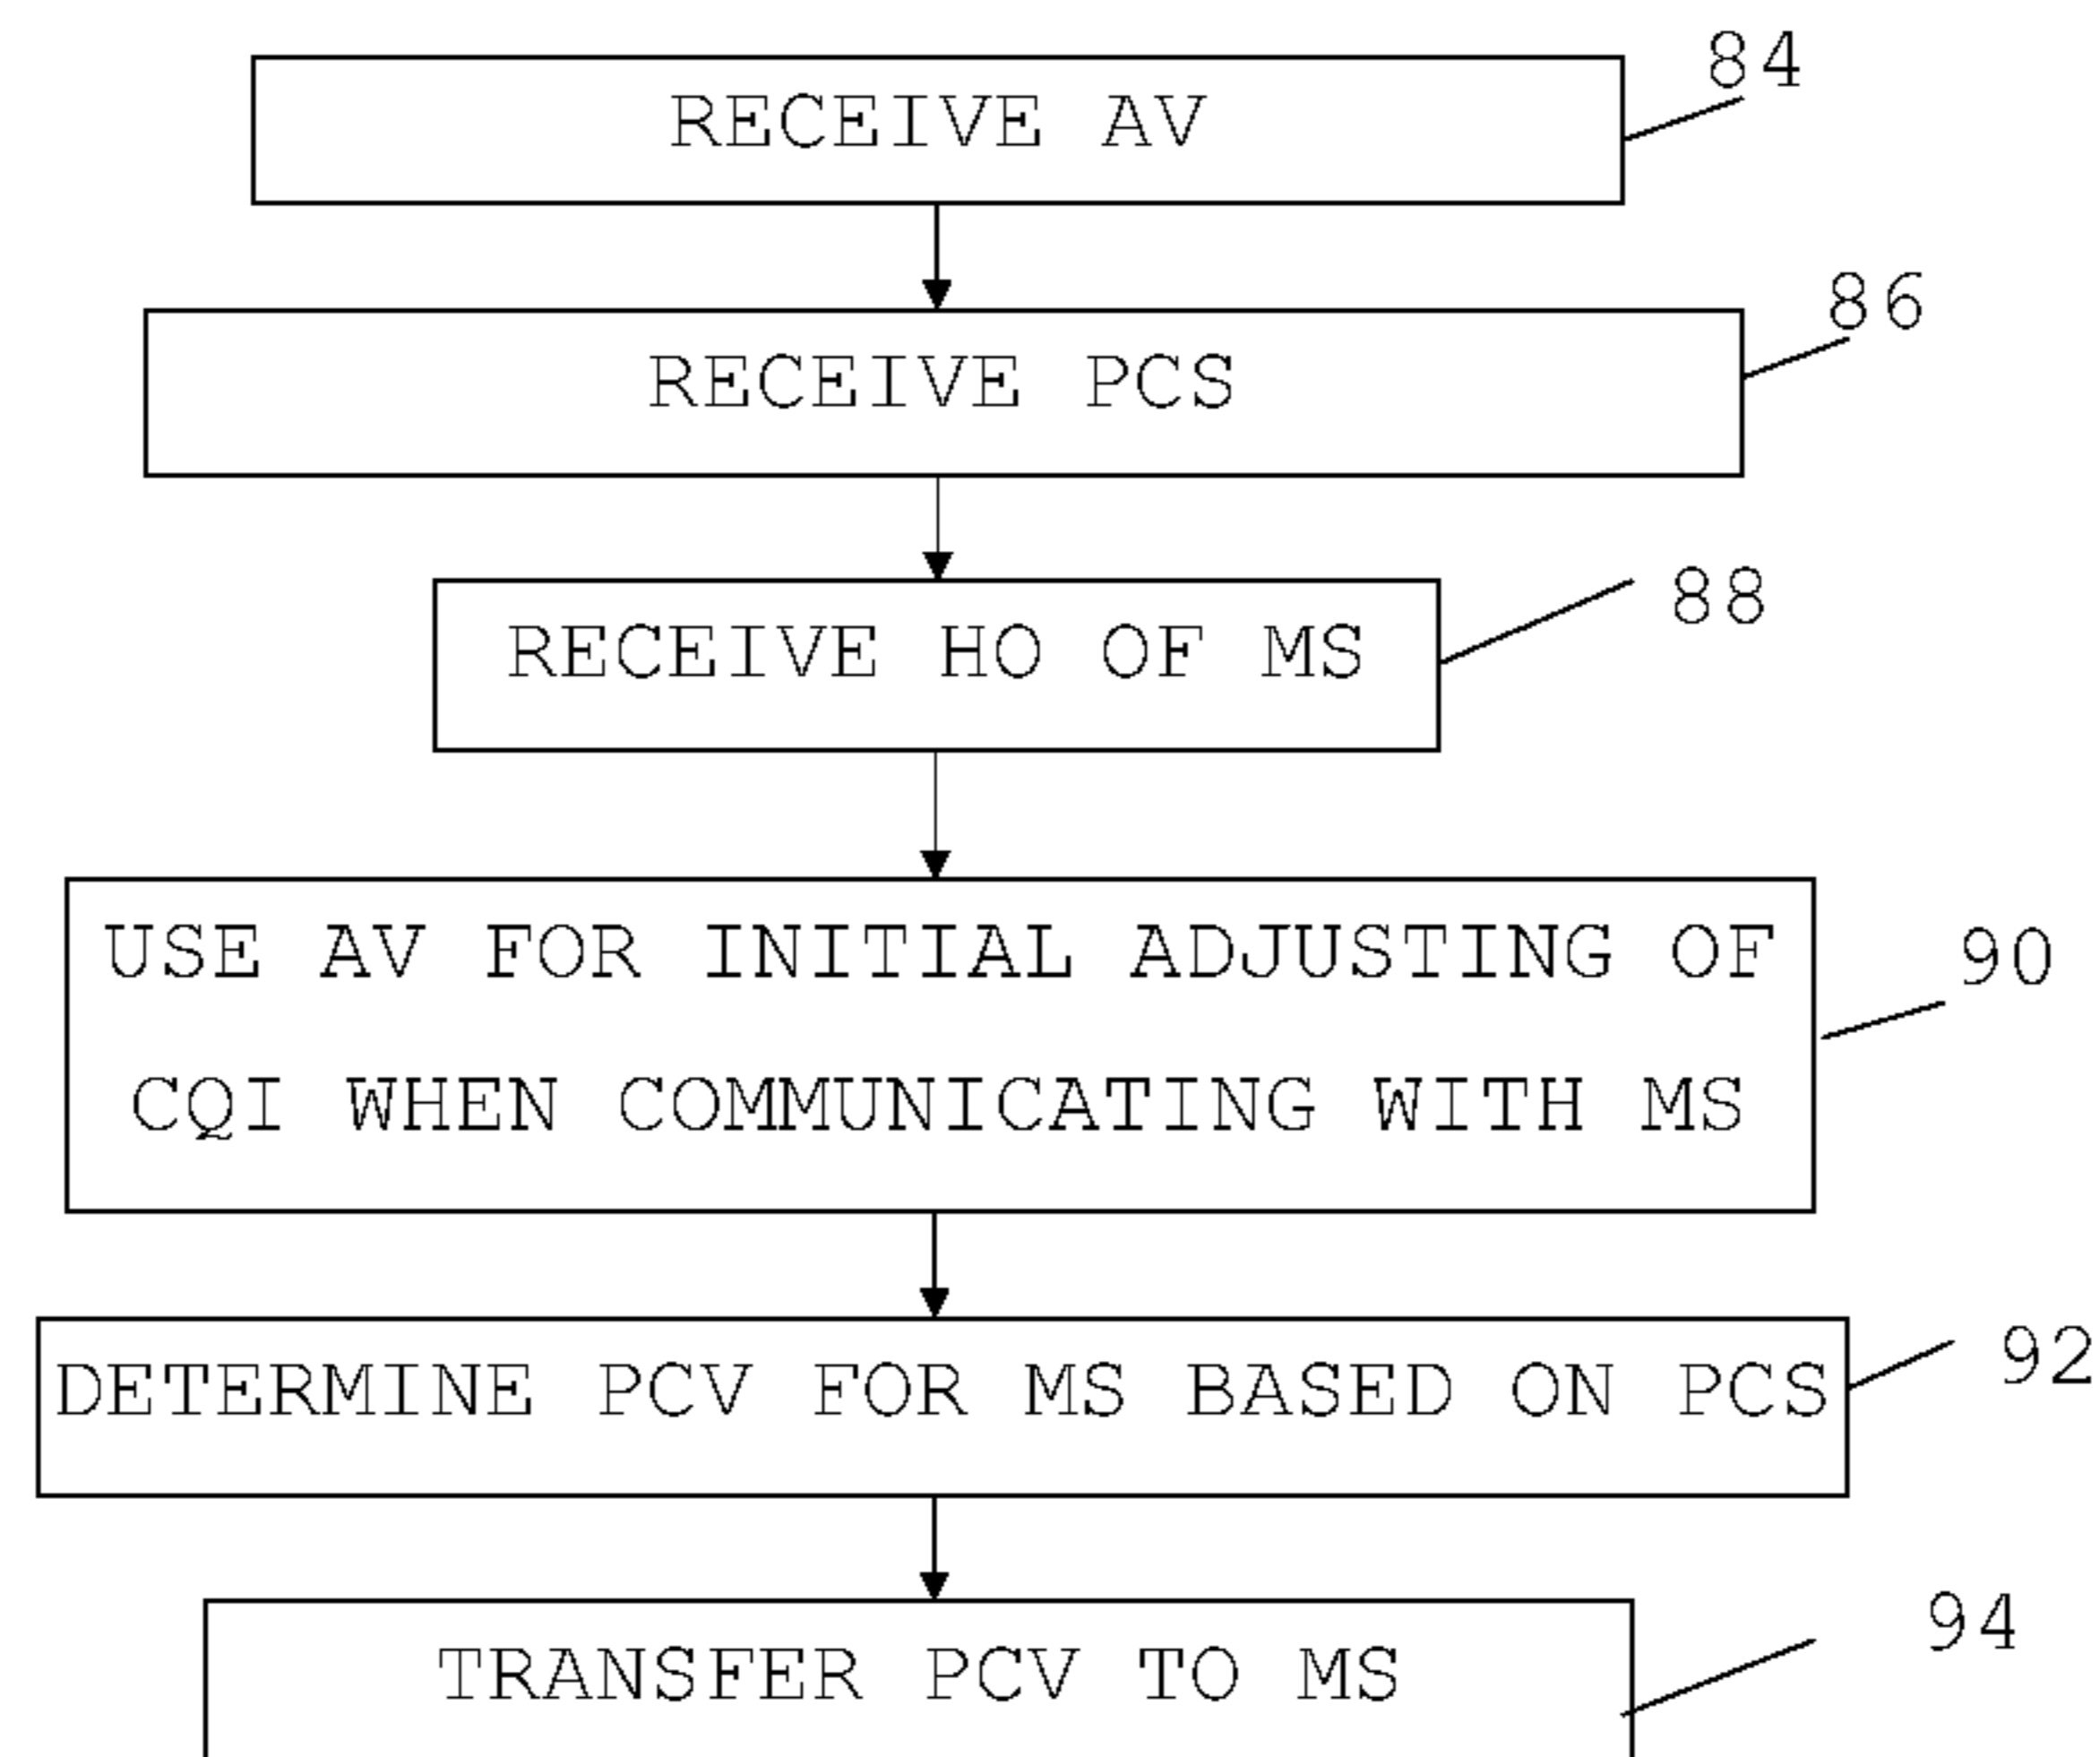 84
RECEIVE AV
86
RECEIVE PCS
88
RECEIVE HO OF MS
90
USE AV FOR INITIAL ADJUSTING OF
CQI WHEN COMMUNICATING WITH MS
92
DETERMINE PCV FOR MS BASED ON PCS
94
TRANSFER PCV TO MS